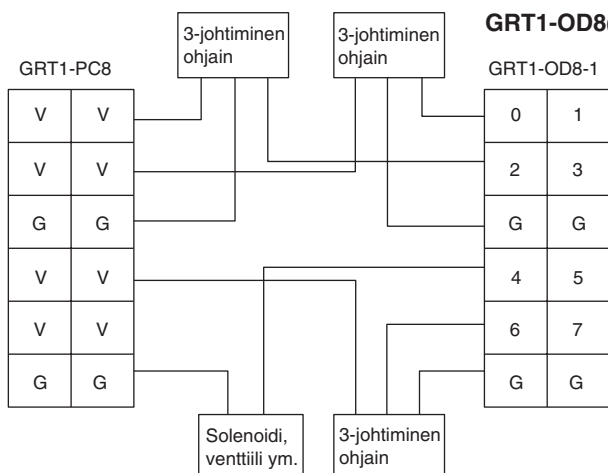 3-johtiminen
ohjain
3-johtiminen
ohjain
GRT1-OD8
GRT1-PC8
GRT1-OD8-1
V V
0 1
V V
2 3
G G
G G
V V
4 5
V V
6 7
G G
G G
Solenoidi,
venttiili ym.
3-johtiminen
ohjain